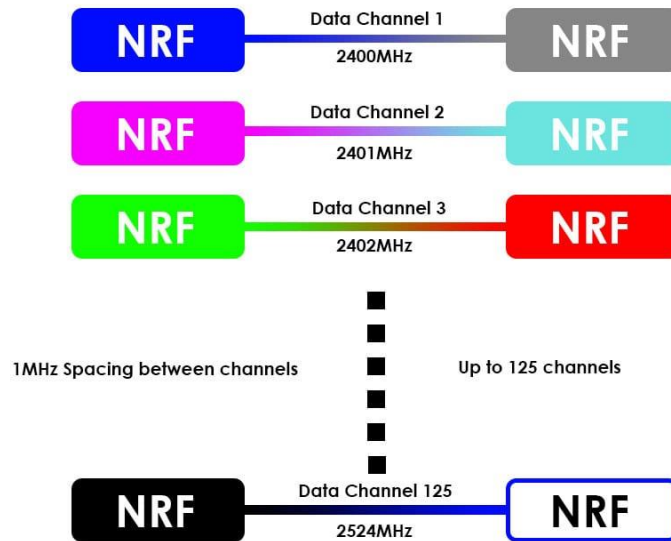 NRF Data Channel 1 NRF
2400MHz
NRF Data Channel 2 NRF
2401MHz
NRF Data Channel 3 NRF
2402MHz
1MHz Spacing between channels Up to 125 channels
NRF Data Channel 125 NRF
2524MHz